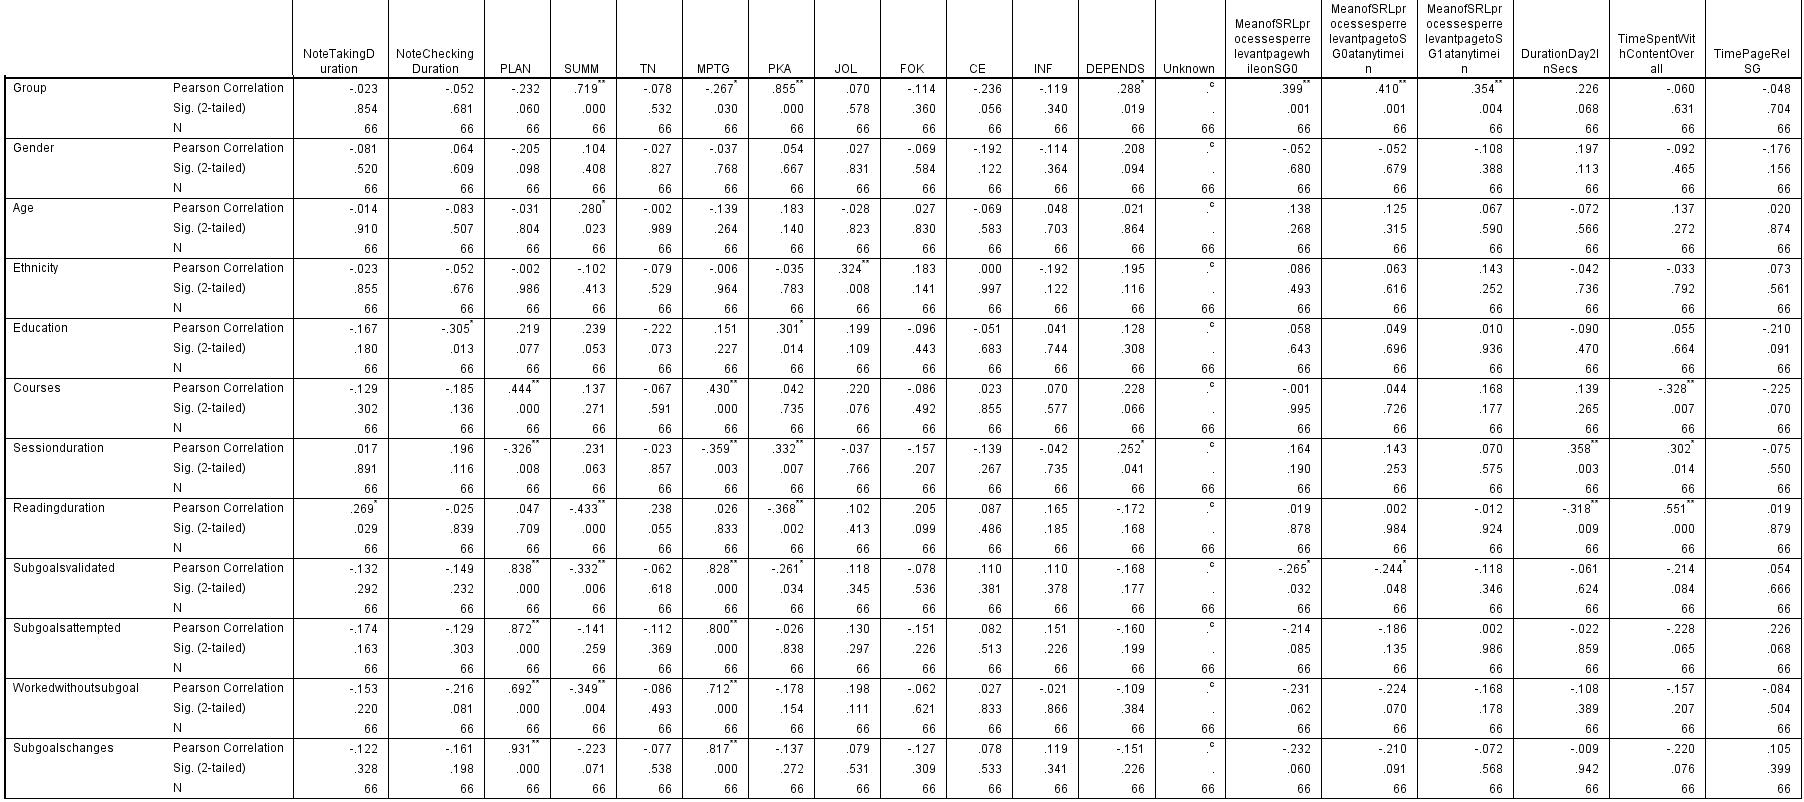 NoteTakingD
uration
NoteChecking
Duration
PLAN
SUMM
TN
MPTG
PKA
JOL
FOK
CE
INF
DEPENDS
Unknown
MeanofSRLpr
ocessesperre
levantpagewh
ileonSG0
MeanofSRLpr
ocessesperre
levantpagetoS
G0atanytimei
n
MeanofSRLpr
ocessesperre
levantpagetoS
G1atanytimei
n
DurationDay2I
nSecs
TimeSpentWit
hContentOver
all
TimePageRel
SG
Group Pearson Correlation -.023 -.052 -.232 .719** -.078 -.267* .855** .070 -.114 -.236 -.119 .288* .c .399** .410** .354** .226 -.060 -.048
Sig. (2-tailed) .854 .681 .060 .000 .532 .030 .000 .578 .360 .056 .340 .019 . .001 .001 .004 .068 .631 .704
N 66 66 66 66 66 66 66 66 66 66 66 66 66 66 66 66 66 66 66
Gender Pearson Correlation -.081 .064 -.205 .104 -.027 -.037 .054 .027 -.069 -.192 -.114 .208 .c -.052 -.052 -.108 .197 -.092 -.176
Sig. (2-tailed) .520 .609 .098 .408 .827 .768 .667 .831 .584 .122 .364 .094 . .680 .679 .388 .113 .465 .156
N 66 66 66 66 66 66 66 66 66 66 66 66 66 66 66 66 66 66 66
Age Pearson Correlation -.014 -.083 -.031 .280* -.002 -.139 .183 -.028 .027 -.069 .048 .021 .c .138 .125 .067 -.072 .137 .020
Sig. (2-tailed) .910 .507 .804 .023 .989 .264 .140 .823 .830 .583 .703 .864 . .268 .315 .590 .566 .272 .874
N 66 66 66 66 66 66 66 66 66 66 66 66 66 66 66 66 66 66 66
Ethnicity Pearson Correlation -.023 -.052 -.002 -.102 -.079 -.006 -.035 .324** .183 .000 -.192 .195 .c .086 .063 .143 -.042 -.033 .073
Sig. (2-tailed) .855 .676 .986 .413 .529 .964 .783 .008 .141 .997 .122 .116 . .493 .616 .252 .736 .792 .561
N 66 66 66 66 66 66 66 66 66 66 66 66 66 66 66 66 66 66 66
Education Pearson Correlation -.167 -.305* .219 .239 -.222 .151 .301* .199 -.096 -.051 .041 .128 .c .058 .049 .010 -.090 .055 -.210
Sig. (2-tailed) .180 .013 .077 .053 .073 .227 .014 .109 .443 .683 .744 .308 . .643 .696 .936 .470 .664 .091
N 66 66 66 66 66 66 66 66 66 66 66 66 66 66 66 66 66 66 66
Courses Pearson Correlation -.129 -.185 .444** .137 -.067 .430** .042 .220 -.086 .023 .070 .228 .c -.001 .044 .168 .139 -.328** -.225
Sig. (2-tailed) .302 .136 .000 .271 .591 .000 .735 .076 .492 .855 .577 .066 . .995 .726 .177 .265 .007 .070
N 66 66 66 66 66 66 66 66 66 66 66 66 66 66 66 66 66 66 66
Sessionduration Pearson Correlation .017 .196 -.326** .231 -.023 -.359** .332** -.037 -.157 -.139 -.042 .252* .c .164 .143 .070 .358** .302* -.075
Sig. (2-tailed) .891 .116 .008 .063 .857 .003 .007 .766 .207 .267 .735 .041 . .190 .253 .575 .003 .014 .550
N 66 66 66 66 66 66 66 66 66 66 66 66 66 66 66 66 66 66 66
Readingduration Pearson Correlation .269* -.025 .047 -.433** .238 .026 -.368** .102 .205 .087 .165 -.172 .c .019 .002 -.012 -.318** .551** .019
Sig. (2-tailed) .029 .839 .709 .000 .055 .833 .002 .413 .099 .486 .185 .168 . .878 .984 .924 .009 .000 .879
N 66 66 66 66 66 66 66 66 66 66 66 66 66 66 66 66 66 66 66
Subgoalsvalidated Pearson Correlation -.132 -.149 .838** -.332** -.062 .828** -.261* .118 -.078 .110 .110 -.168 .c -.265* -.244* -.118 -.061 -.214 .054
Sig. (2-tailed) .292 .232 .000 .006 .618 .000 .034 .345 .536 .381 .378 .177 . .032 .048 .346 .624 .084 .666
N 66 66 66 66 66 66 66 66 66 66 66 66 66 66 66 66 66 66 66
Subgoalsattempted Pearson Correlation -.174 -.129 .872** -.141 -.112 .800** -.026 .130 -.151 .082 .151 -.160 .c -.214 -.186 .002 -.022 -.228 .226
Sig. (2-tailed) .163 .303 .000 .259 .369 .000 .838 .297 .226 .513 .226 .199 . .085 .135 .986 .859 .065 .068
N 66 66 66 66 66 66 66 66 66 66 66 66 66 66 66 66 66 66 66
Workedwithoutsubgoal Pearson Correlation -.153 -.216 .692** -.349** -.086 .712** -.178 .198 -.062 .027 -.021 -.109 .c -.231 -.224 -.168 -.108 -.157 -.084
Sig. (2-tailed) .220 .081 .000 .004 .493 .000 .154 .111 .621 .833 .866 .384 . .062 .070 .178 .389 .207 .504
N 66 66 66 66 66 66 66 66 66 66 66 66 66 66 66 66 66 66 66
Subgoalschanges Pearson Correlation -.122 -.161 .931** -.223 -.077 .817** -.137 .079 -.127 .078 .119 -.151 .c -.232 -.210 -.072 -.009 -.220 .105
Sig. (2-tailed) .328 .198 .000 .071 .538 .000 .272 .531 .309 .533 .341 .226 . .060 .091 .568 .942 .076 .399
N 66 66 66 66 66 66 66 66 66 66 66 66 66 66 66 66 66 66 66